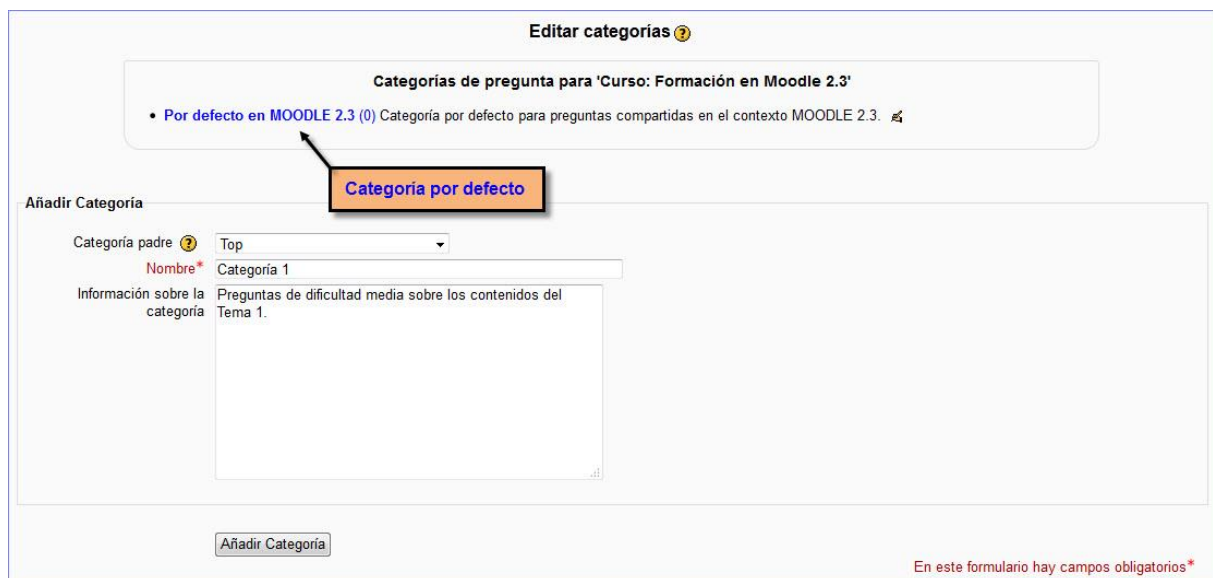 Editar categorías
Categorías de pregunta para 'Curso: Formación en Moodle 2.3'
• Por defecto en MOODLE 2.3 (0) Categoría por defecto para preguntas compartidas en el contexto MOODLE 2.3.
Categoría por defecto
Añadir Categoría
Categoría padre ? Top
Nombre* Categoría 1
Información sobre la categoría
Preguntas de dificultad media sobre los contenidos del
Tema 1.
Añadir Categoría
En este formulario hay campos obligatorios*